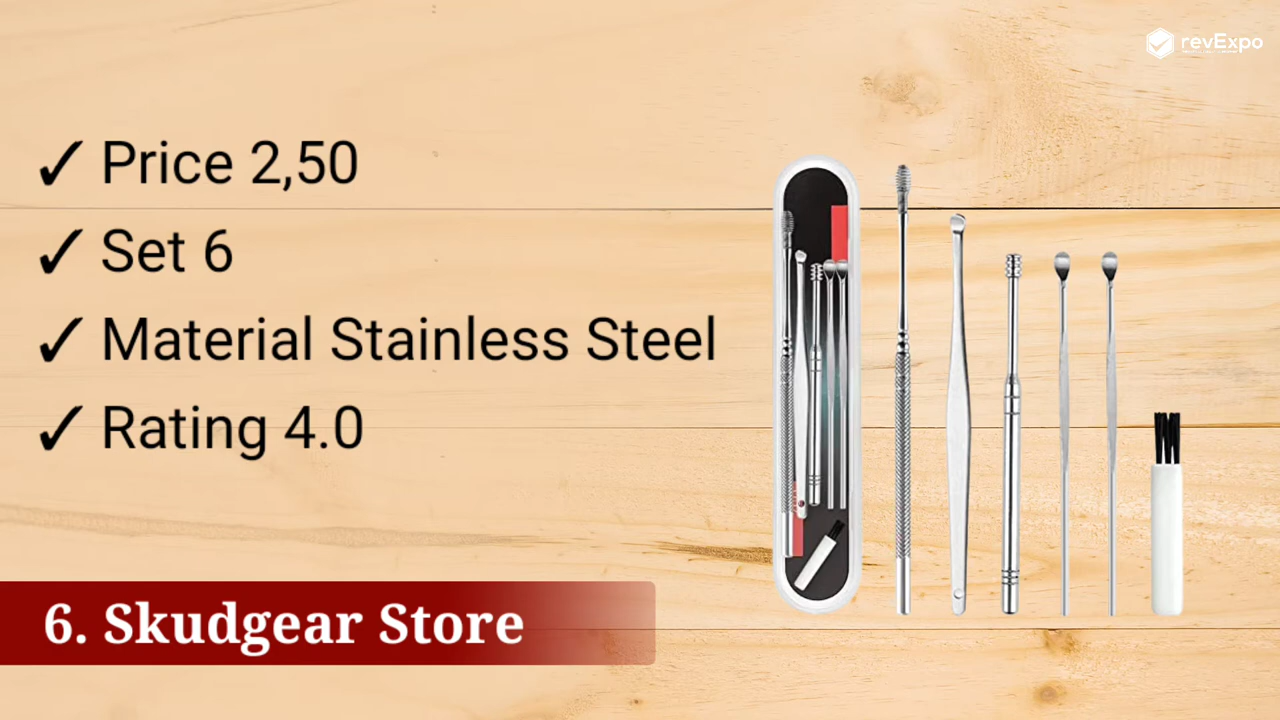 revExpo
✓ Price 2,50
✓ Set 6
✓ Material Stainless Steel
✓ Rating 4.0
6. Skudgear Store